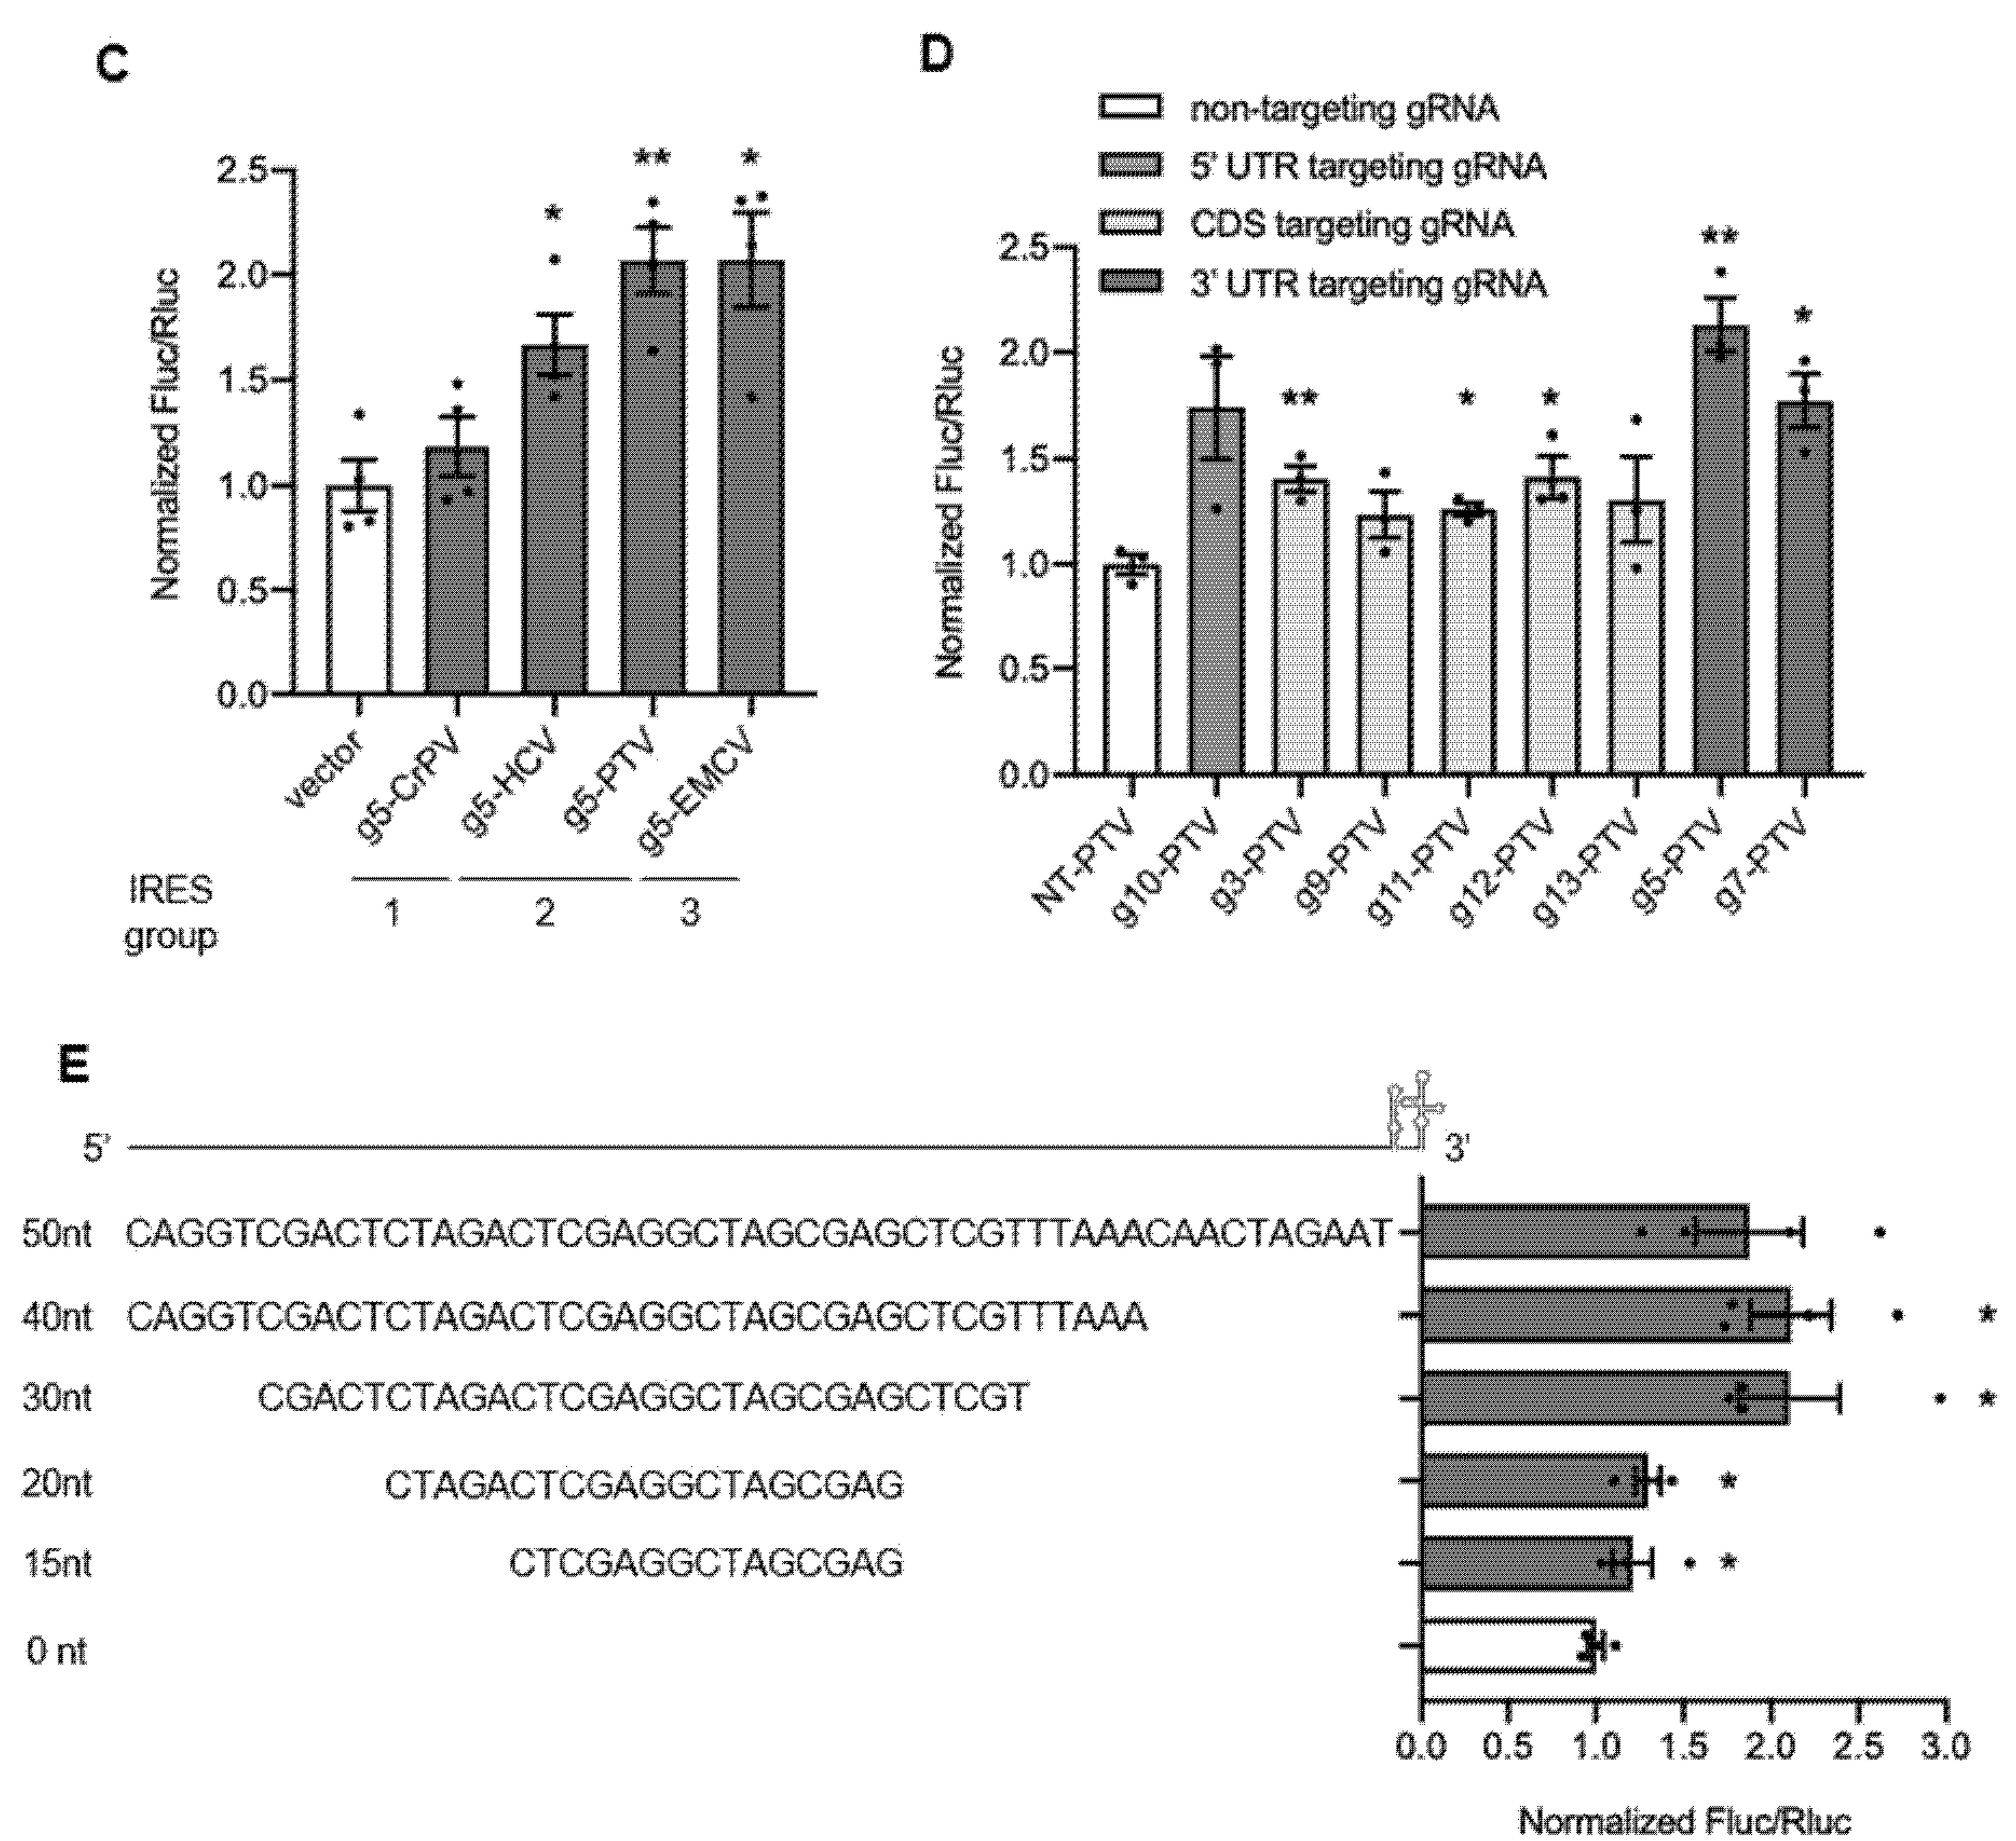 C
Normalized Fluc/Rluc
2.5
2.0
1.5
1.0
0.5
0.0
** 
*
*
vector
g5-CrPV
g5-HCV
g5-PTV
g5-EMCV
IRES
group
1
2
3
D
non-targeting gRNA
5' UTR targeting gRNA
CDS targeting gRNA
3' UTR targeting gRNA
Normalized Fluc/Rluc
2.5
2.0
1.5
1.0
0.5
0.0
**
*
*
**
*
NT-PTV
g10-PTV
g3-PTV
g9-PTV
g11-PTV
g12-PTV
g13-PTV
g5-PTV
g7-PTV
E
5'
3'
50nt CAGGTCGACTCTAGACTCGAGGCTAGCGAGCTCGTTTAAACAACTAGAAT
40nt CAGGTCGACTCTAGACTCGAGGCTAGCGAGCTCGTTTAAA *
30nt CGACTCTAGACTCGAGGCTAGCGAGCTCGT *
20nt CTAGACTCGAGGCTAGCGAG *
15nt CTCGAGGCTAGCGAG *
0 nt
0.0 0.5 1.0 1.5 2.0 2.5 3.0
Normalized Fluc/Rluc